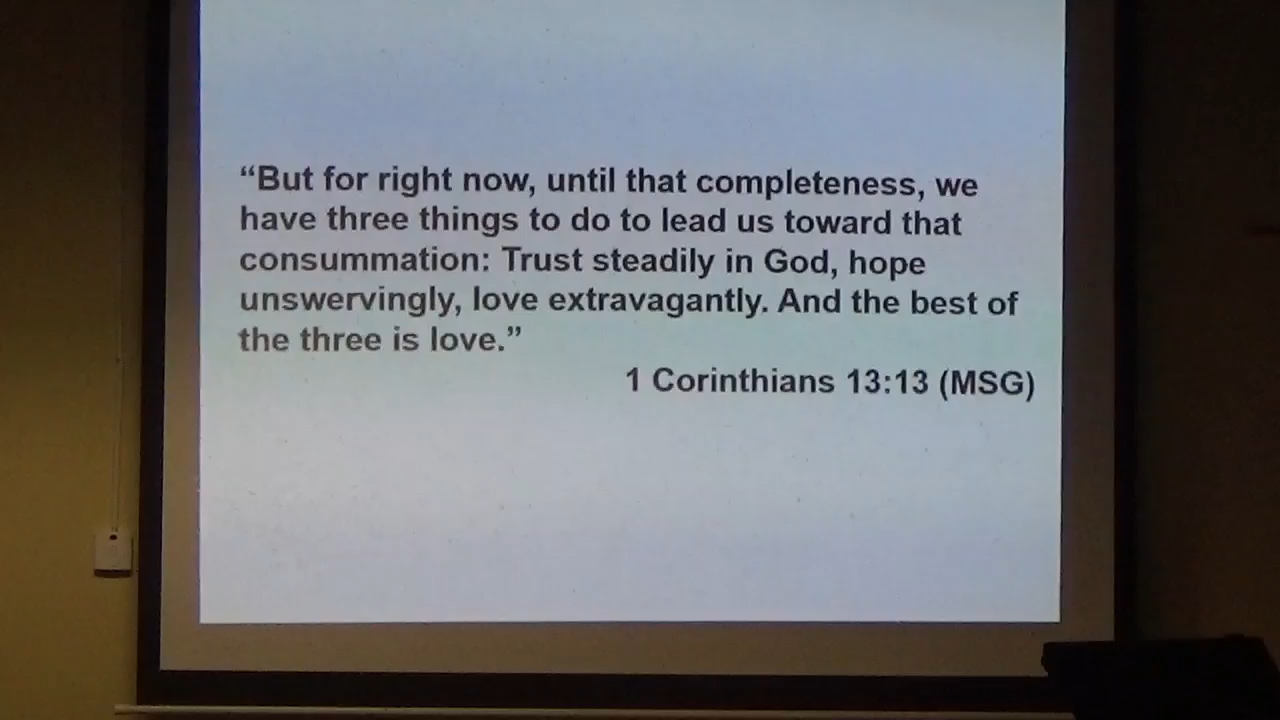 “But for right now, until that completeness, we
have three things to do to lead us toward that
consummation: Trust steadily in God, hope
unswervingly, love extravagantly. And the best of
the three is love.”
1 Corinthians 13:13 (MSG)